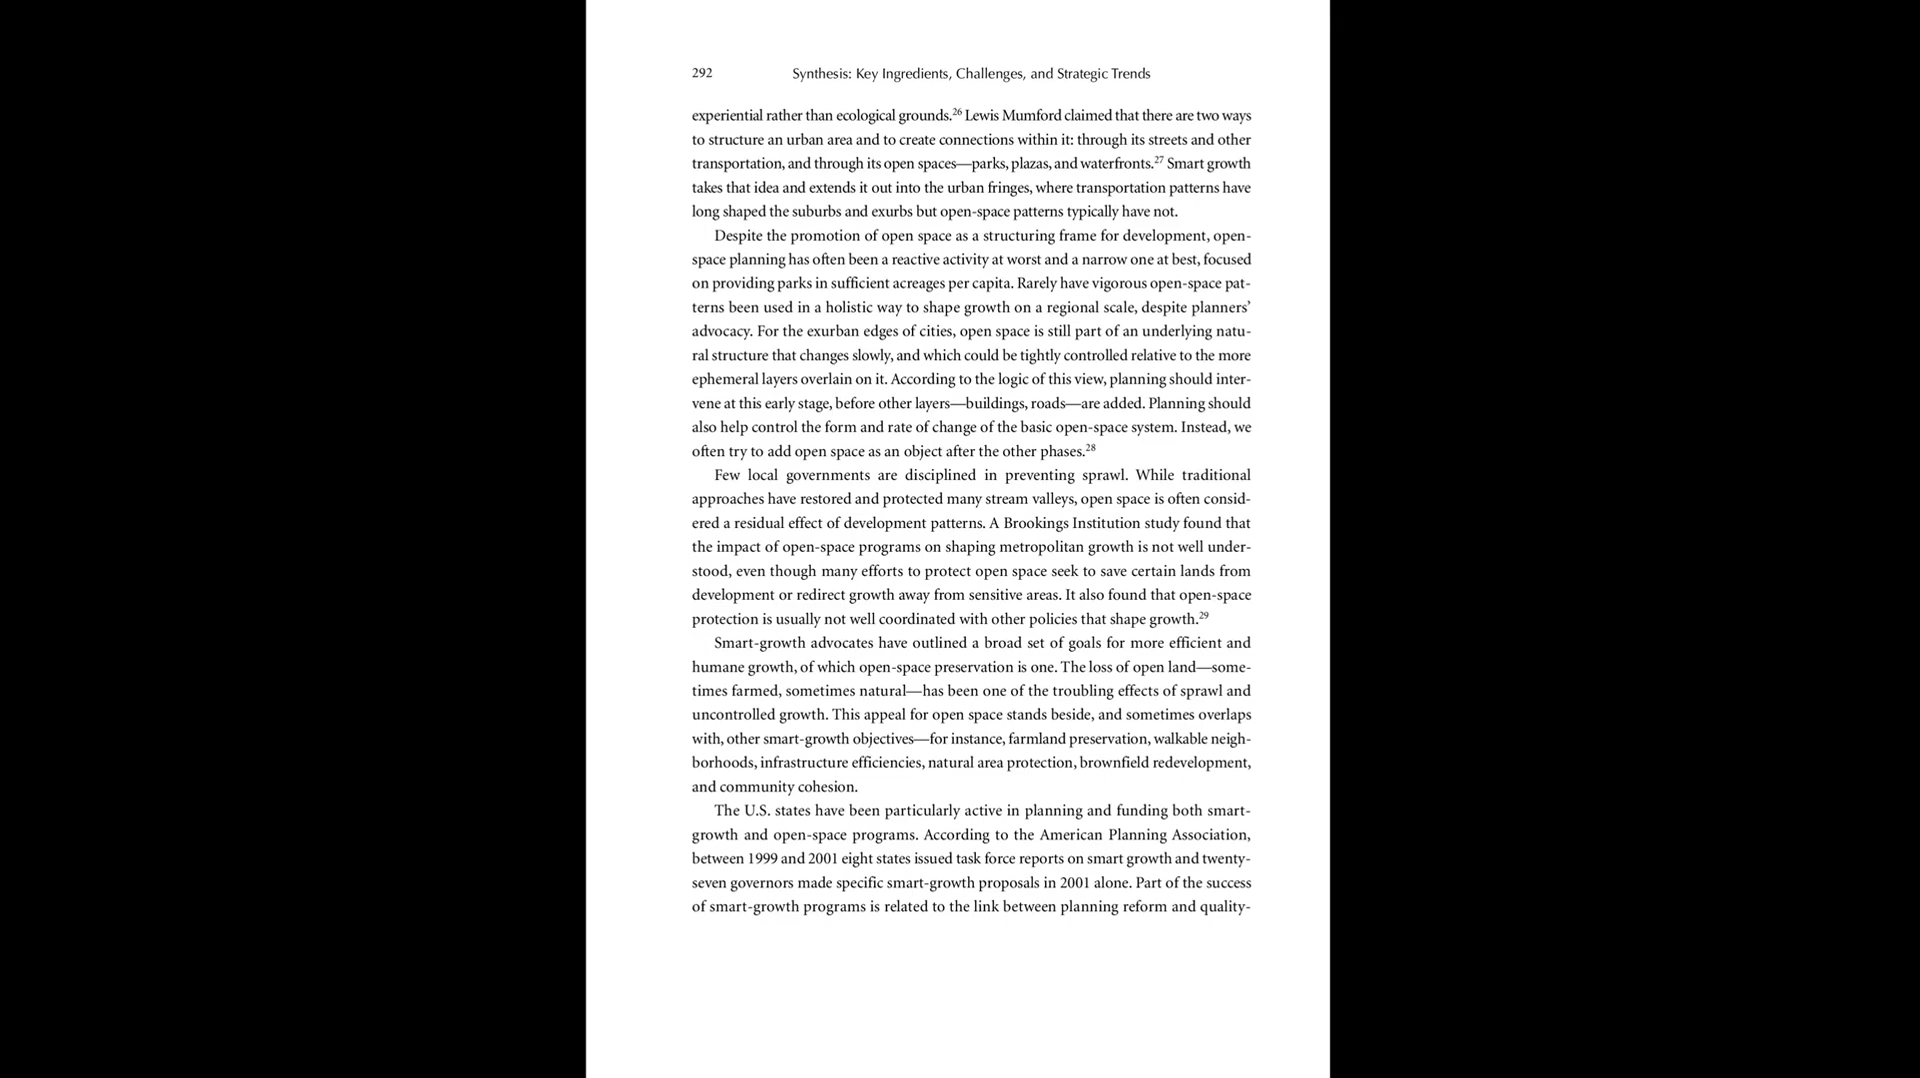 292 Synthesis: Key Ingredients, Challenges, and Strategic Trends
experiential rather than ecological grounds.26 Lewis Mumford claimed that there are two ways
to structure an urban area and to create connections within it: through its streets and other
transportation, and through its open spaces—parks, plazas, and waterfronts.27 Smart growth
takes that idea and extends it out into the urban fringes, where transportation patterns have
long shaped the suburbs and exurbs but open-space patterns typically have not.
Despite the promotion of open space as a structuring frame for development, open-
space planning has often been a reactive activity at worst and a narrow one at best, focused
on providing parks in sufficient acreages per capita. Rarely have vigorous open-space pat-
terns been used in a holistic way to shape growth on a regional scale, despite planners’
advocacy. For the exurban edges of cities, open space is still part of an underlying natu-
ral structure that changes slowly, and which could be tightly controlled relative to the more
ephemeral layers overlain on it. According to the logic of this view, planning should inter-
vene at this early stage, before other layers—buildings, roads—are added. Planning should
also help control the form and rate of change of the basic open-space system. Instead, we
often try to add open space as an object after the other phases.28
Few local governments are disciplined in preventing sprawl. While traditional
approaches have restored and protected many stream valleys, open space is often consid-
ered a residual effect of development patterns. A Brookings Institution study found that
the impact of open-space programs on shaping metropolitan growth is not well under-
stood, even though many efforts to protect open space seek to save certain lands from
development or redirect growth away from sensitive areas. It also found that open-space
protection is usually not well coordinated with other policies that shape growth.29
Smart-growth advocates have outlined a broad set of goals for more efficient and
humane growth, of which open-space preservation is one. The loss of open land—some-
times farmed, sometimes natural—has been one of the troubling effects of sprawl and
uncontrolled growth. This appeal for open space stands beside, and sometimes overlaps
with, other smart-growth objectives—for instance, farmland preservation, walkable neigh-
borhoods, infrastructure efficiencies, natural area protection, brownfield redevelopment,
and community cohesion.
The U.S. states have been particularly active in planning and funding both smart-
growth and open-space programs. According to the American Planning Association,
between 1999 and 2001 eight states issued task force reports on smart growth and twenty-
seven governors made specific smart-growth proposals in 2001 alone. Part of the success
of smart-growth programs is related to the link between planning reform and quality-